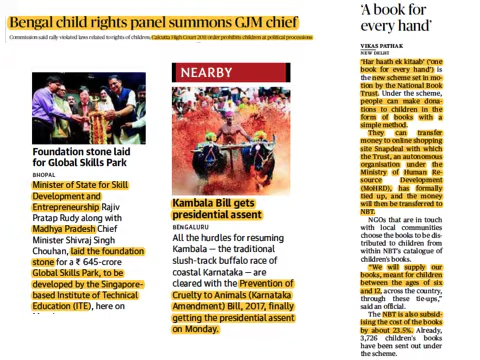 Bengal child rights panel summons GJM chief
Commission said rally violated laws related to rights of children, Calcutta High Court 2011 order prohibits children at political processions
Foundation stone laid
for Global Skills Park
BHOPAL
Minister of State for Skill
Development and
Entrepreneurship Rajiv
Pratap Rudy along with
Madhya Pradesh Chief
Minister Shivraj Singh
Chouhan, laid the foundation
stone for a ₹ 645-crore
Global Skills Park, to be
developed by the Singapore-
based Institute of Technical
Education (ITE), here on
NEARBY
Kambala Bill gets
presidential assent
BENGALURU
All the hurdles for resuming
Kambala — the traditional
slush-track buffalo race of
coastal Karnataka — are
cleared with the Prevention of
Cruelty to Animals (Karnataka
Amendment) Bill, 2017, finally
getting the presidential assent
on Monday.
‘A book for
every hand’
VIKAS PATHAK
NEW DELHI
‘Har haath ek kitaab’ (‘one
book for every hand’) is
the new scheme set in mo-
tion by the National Book
Trust. Under the scheme,
people can make dona-
tions to children in the
form of books with a
simple method.
They can transfer
money to online shopping
site Snapdeal with which
the Trust, an autonomous
organisation under the
Ministry of Human Re-
source Development
(MoHRD), has formally
tied up, and the money
will then be transferred to
NBT.
NGOs that are in touch
with local communities
choose the books to be dis-
tributed to children from
within NBT's catalogue of
children's books.
“We will supply our
books, meant for children
between the ages of six
and 12, across the country,
through these tie-ups,”
said an official.
The NBT is also subsid-
ising the cost of the books
by about 23.5%. Already,
3,726 children's books
have been sent out under
the scheme.